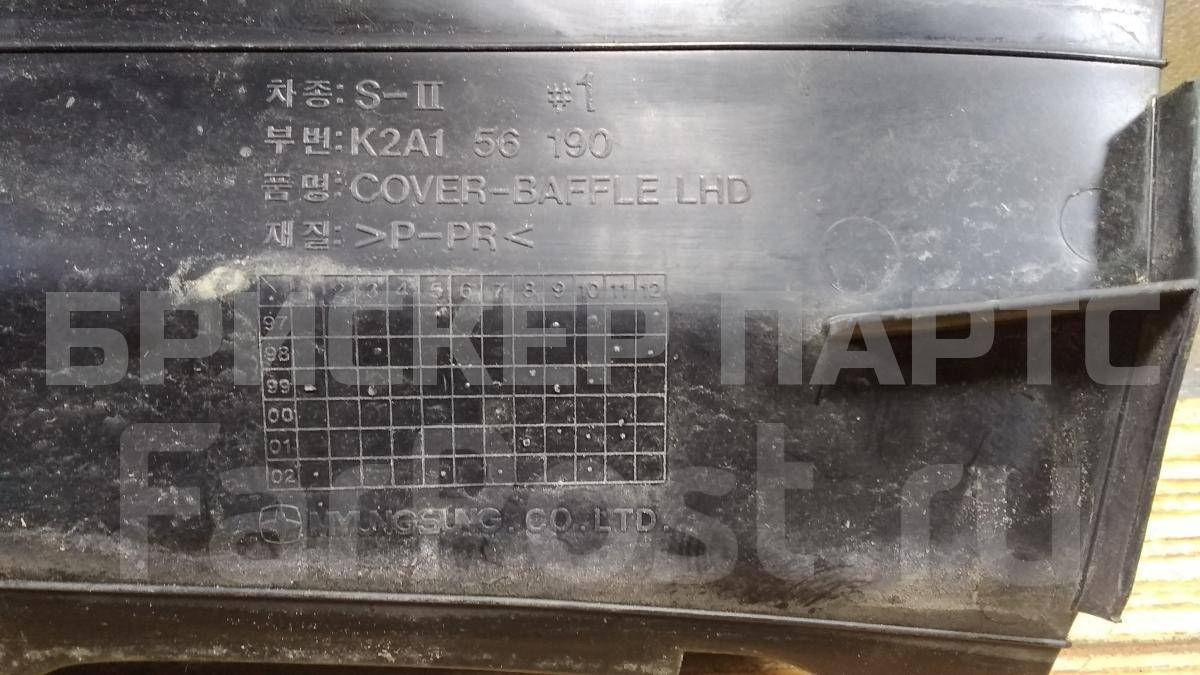 차종: S-II #1
부번: K2A1 56 190
품명: COVER-BAFFLE LHD
재질: >P-PR<
1 2 3 4 5 6 7 8 9 10 11 12
97
98
БРИСКЕР ПАРТС
99
00
01
FarPost.ru
02
MYUNGSUNG CO.LTD.